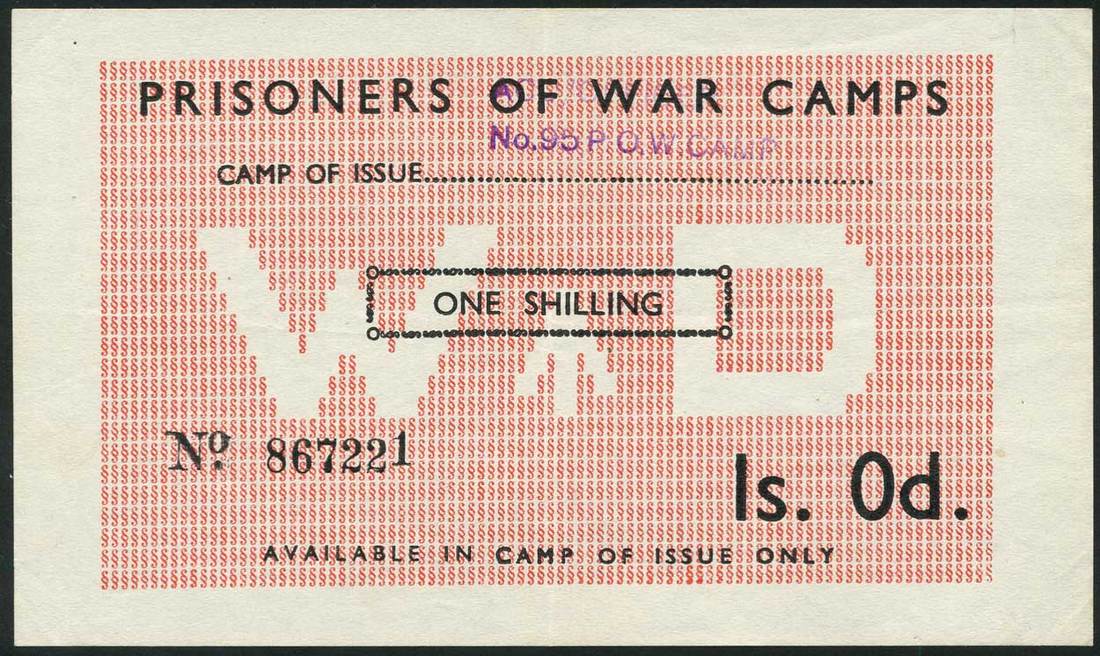 PRISONERS OF WAR CAMPS
No. 95 P.O.W. CAMP
CAMP OF ISSUE
W D
ONE SHILLING
Nº 867221
1s. 0d.
AVAILABLE IN CAMP OF ISSUE ONLY